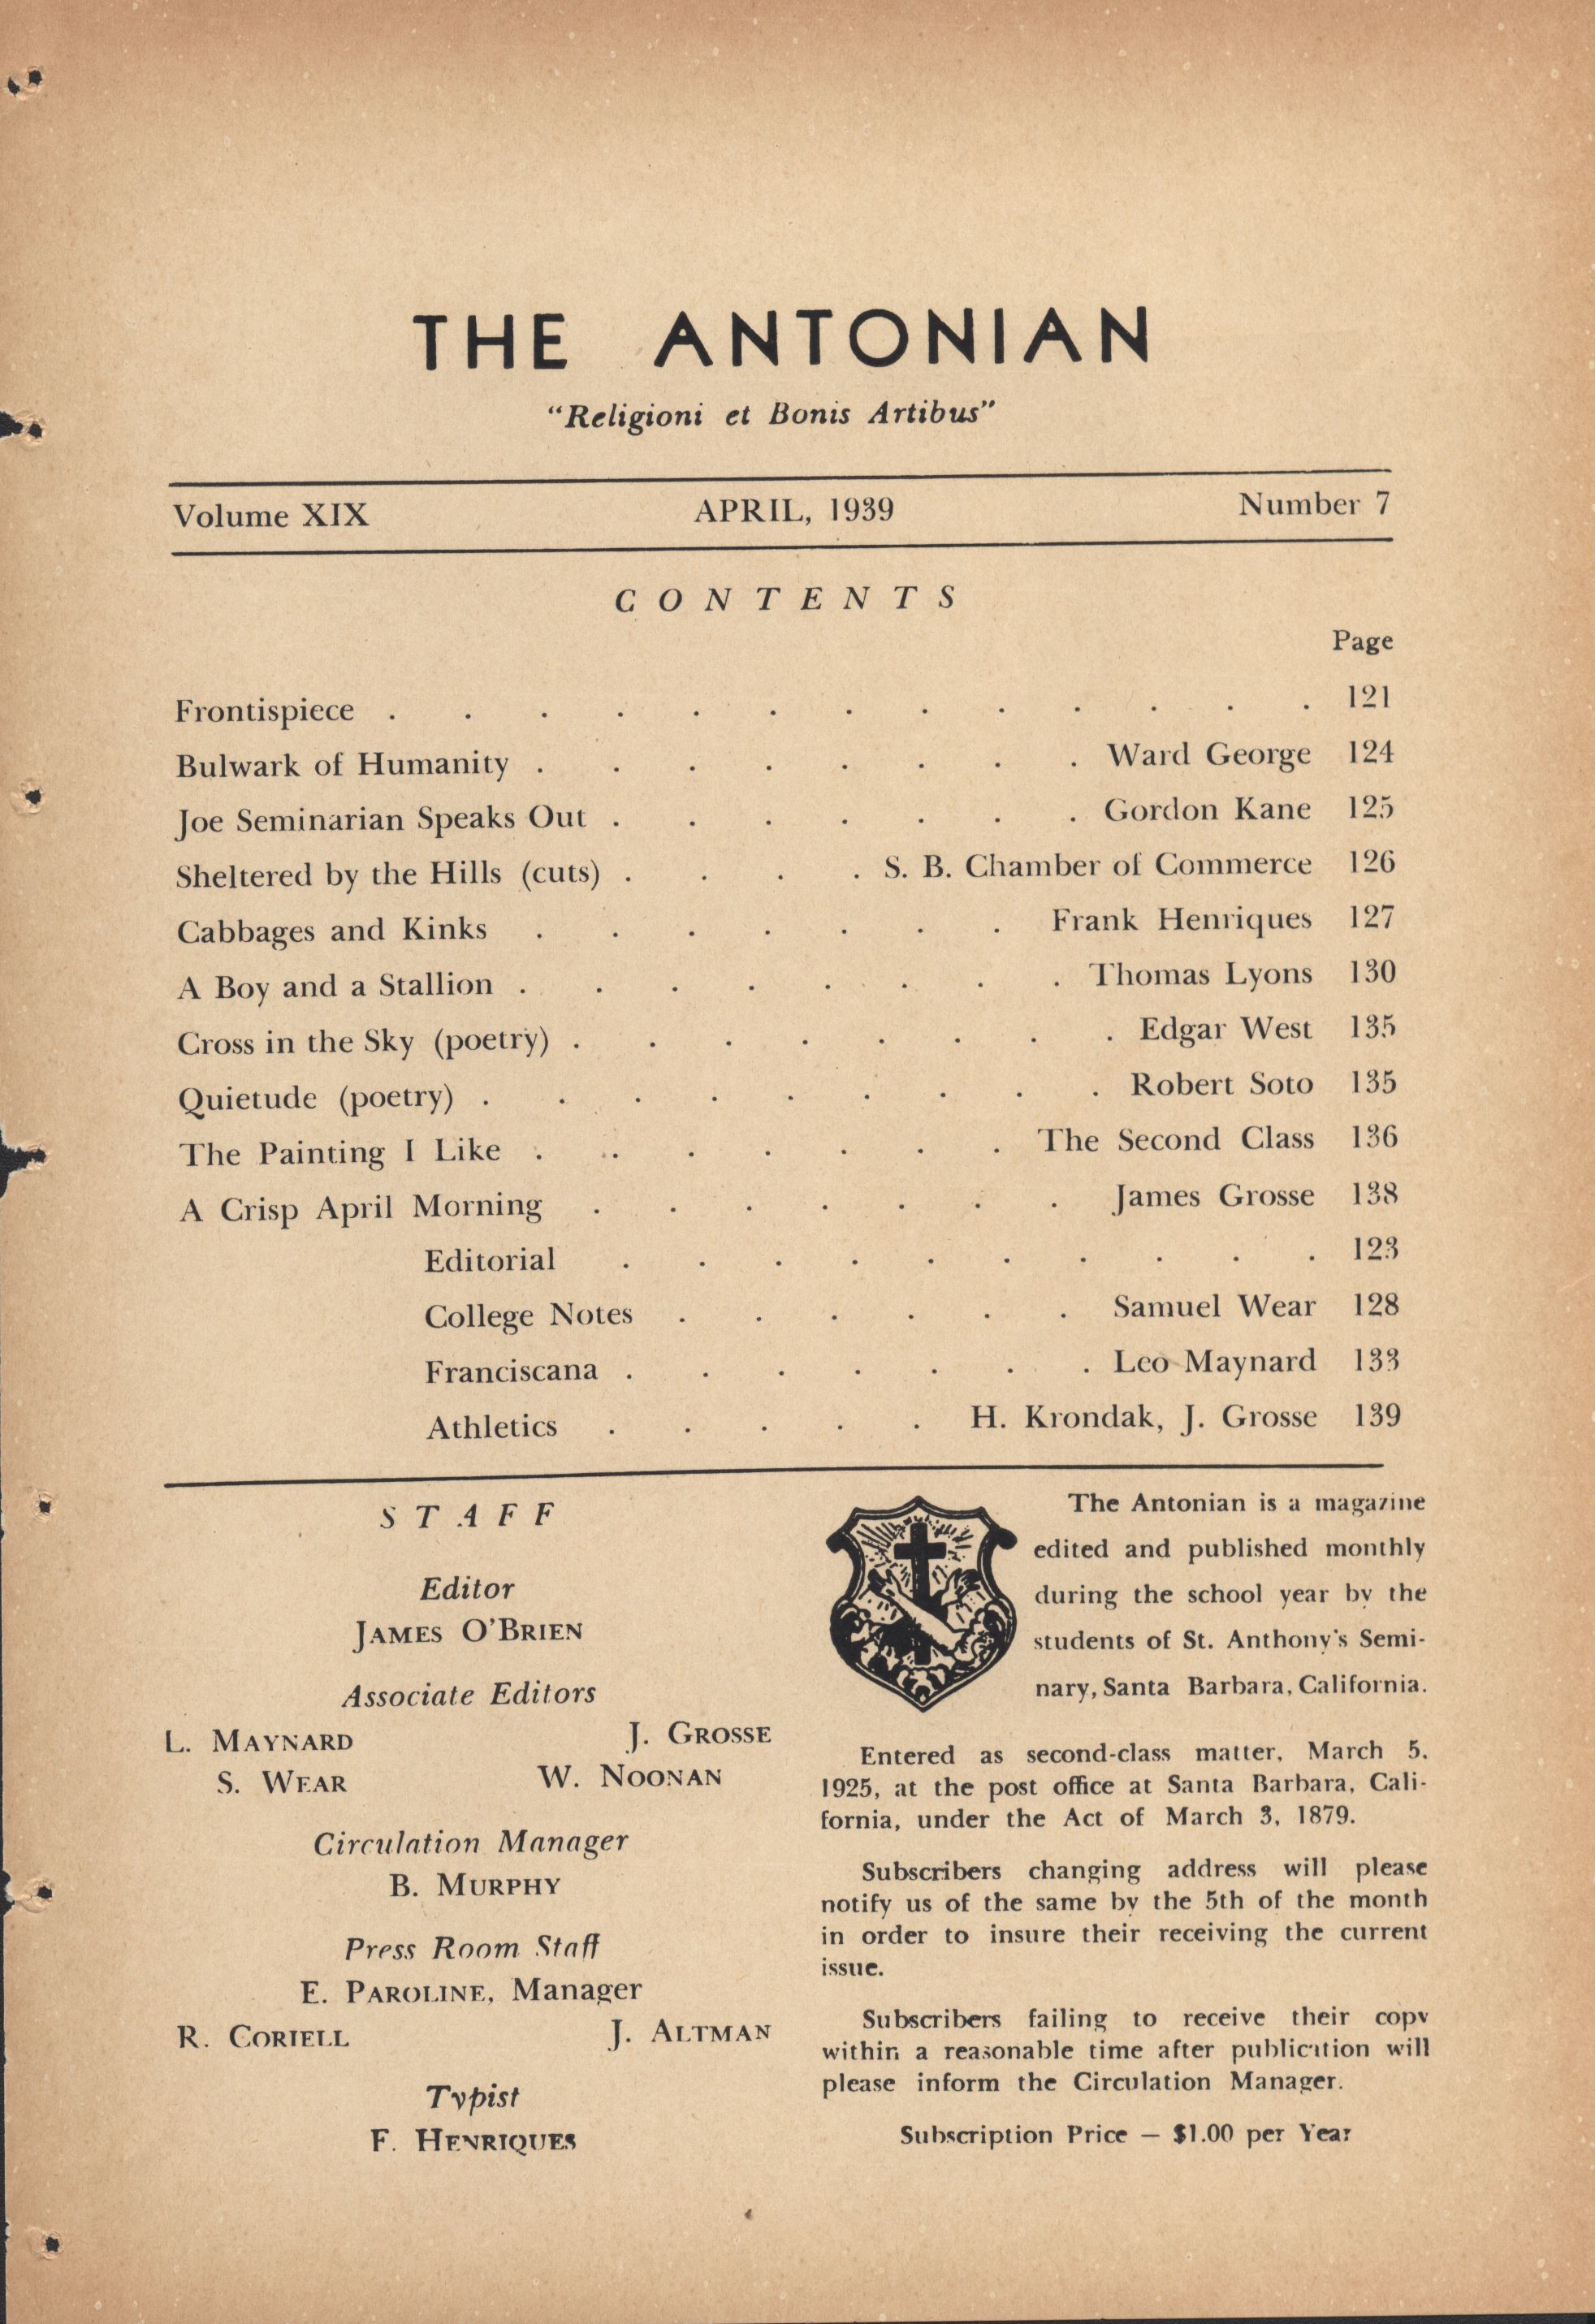 THE ANTONIAN
"Religioni et Bonis Artibus"
Volume XIX APRIL, 1939 Number 7
CONTENTS
Page
Frontispiece . . . . . . . . . . . . . 121
Bulwark of Humanity . . . . . . . . Ward George 124
Joe Seminarian Speaks Out . . . . . . . Gordon Kane 125
Sheltered by the Hills (cuts) . . . . S. B. Chamber of Commerce 126
Cabbages and Kinks . . . . . . . Frank Henriques 127
A Boy and a Stallion . . . . . . . . Thomas Lyons 130
Cross in the Sky (poetry) . . . . . . . . Edgar West 135
Quietude (poetry) . . . . . . . . . Robert Soto 135
The Painting I Like . . . . . . . The Second Class 136
A Crisp April Morning . . . . . . . James Grosse 138
Editorial . . . . . . . . . . 123
College Notes . . . . . . Samuel Wear 128
Franciscana . . . . . . . Leo Maynard 133
Athletics . . . . . H. Krondak, J. Grosse 139
STAFF
Editor
JAMES O'BRIEN
Associate Editors
L. MAYNARD J. GROSSE
S. WEAR W. NOONAN
Circulation Manager
B. MURPHY
Press Room Staff
E. PAROLINE, Manager
R. CORIELL J. ALTMAN
Typist
F. HENRIQUES
The Antonian is a magazine
edited and published monthly
during the school year by the
students of St. Anthony's Semi-
nary, Santa Barbara, California.
Entered as second-class matter, March 5,
1925, at the post office at Santa Barbara, Cali-
fornia, under the Act of March 3, 1879.
Subscribers changing address will please
notify us of the same by the 5th of the month
in order to insure their receiving the current
issue.
Subscribers failing to receive their copy
within a reasonable time after publication will
please inform the Circulation Manager.
Subscription Price — $1.00 per Year